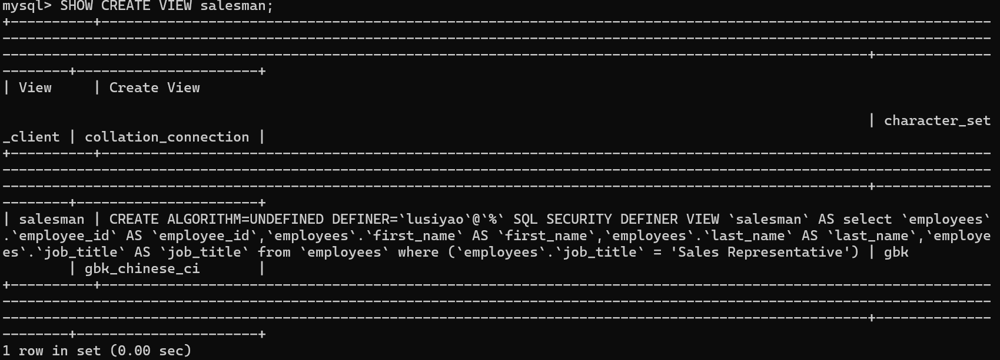 mysql> SHOW CREATE VIEW salesman;
+----------+------------------------------------------------------------------------------------------------------------
------------------------------------------------------------------------------------------------------------------------
---------------------------------------------------------------------------------------------------------+--------------
--------+----------------------+
| View     | Create View
| character_set
_client | collation_connection |
+----------+------------------------------------------------------------------------------------------------------------
------------------------------------------------------------------------------------------------------------------------
---------------------------------------------------------------------------------------------------------+--------------
--------+----------------------+
| salesman | CREATE ALGORITHM=UNDEFINED DEFINER=`lusiyao`@`%` SQL SECURITY DEFINER VIEW `salesman` AS select `employees`
.`employee_id` AS `employee_id`,`employees`.`first_name` AS `first_name`,`employees`.`last_name` AS `last_name`,`employe
es`.`job_title` AS `job_title` from `employees` where (`employees`.`job_title` = 'Sales Representative') | gbk
| gbk_chinese_ci       |
+----------+------------------------------------------------------------------------------------------------------------
------------------------------------------------------------------------------------------------------------------------
---------------------------------------------------------------------------------------------------------+--------------
--------+----------------------+
1 row in set (0.00 sec)